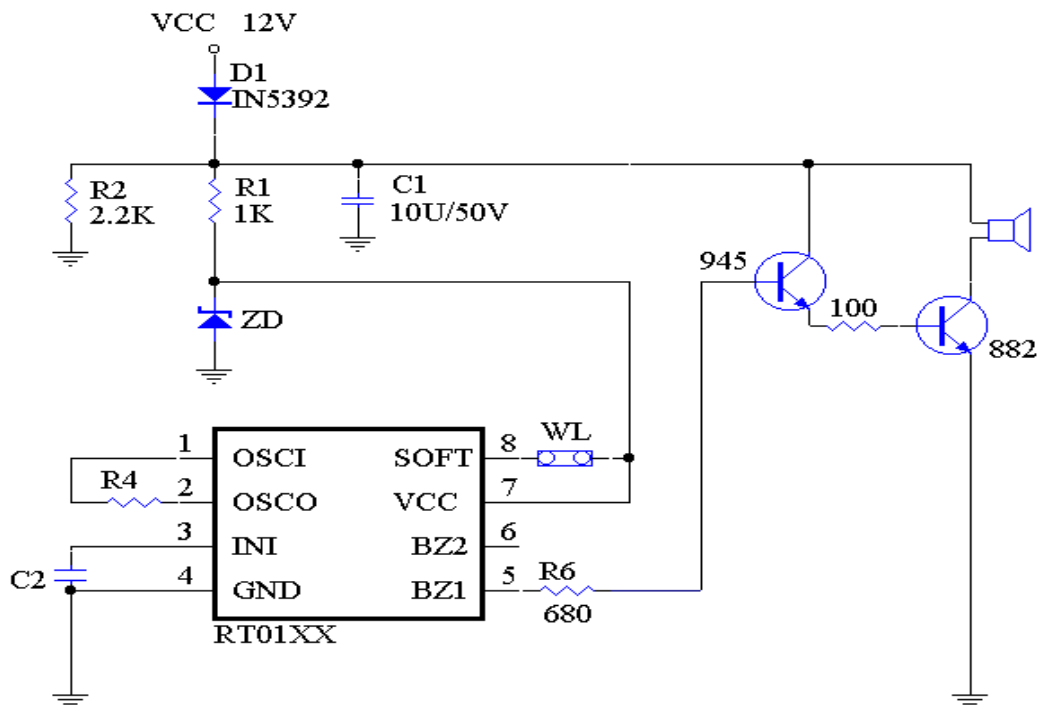 VCC 12V
D1
IN5392
R2
2.2K
R1
1K
C1
10U/50V
945
100
882
ZD
1 OSCI
2 OSCO
3 INI
4 GND
SOFT 8
VCC 7
BZ2 6
BZ1 5
WL
R4
C2
R6
680
RT01XX